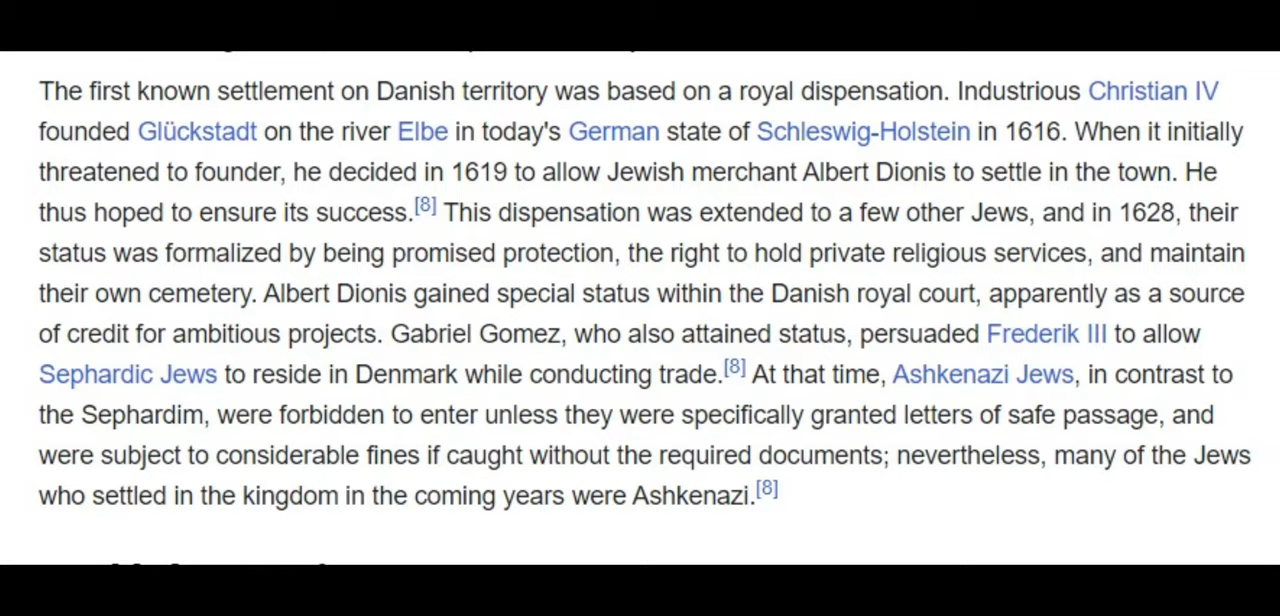 The first known settlement on Danish territory was based on a royal dispensation. Industrious Christian IV
founded Glückstadt on the river Elbe in today's German state of Schleswig-Holstein in 1616. When it initially
threatened to founder, he decided in 1619 to allow Jewish merchant Albert Dionis to settle in the town. He
thus hoped to ensure its success.[8] This dispensation was extended to a few other Jews, and in 1628, their
status was formalized by being promised protection, the right to hold private religious services, and maintain
their own cemetery. Albert Dionis gained special status within the Danish royal court, apparently as a source
of credit for ambitious projects. Gabriel Gomez, who also attained status, persuaded Frederik III to allow
Sephardic Jews to reside in Denmark while conducting trade.[8] At that time, Ashkenazi Jews, in contrast to
the Sephardim, were forbidden to enter unless they were specifically granted letters of safe passage, and
were subject to considerable fines if caught without the required documents; nevertheless, many of the Jews
who settled in the kingdom in the coming years were Ashkenazi.[8]